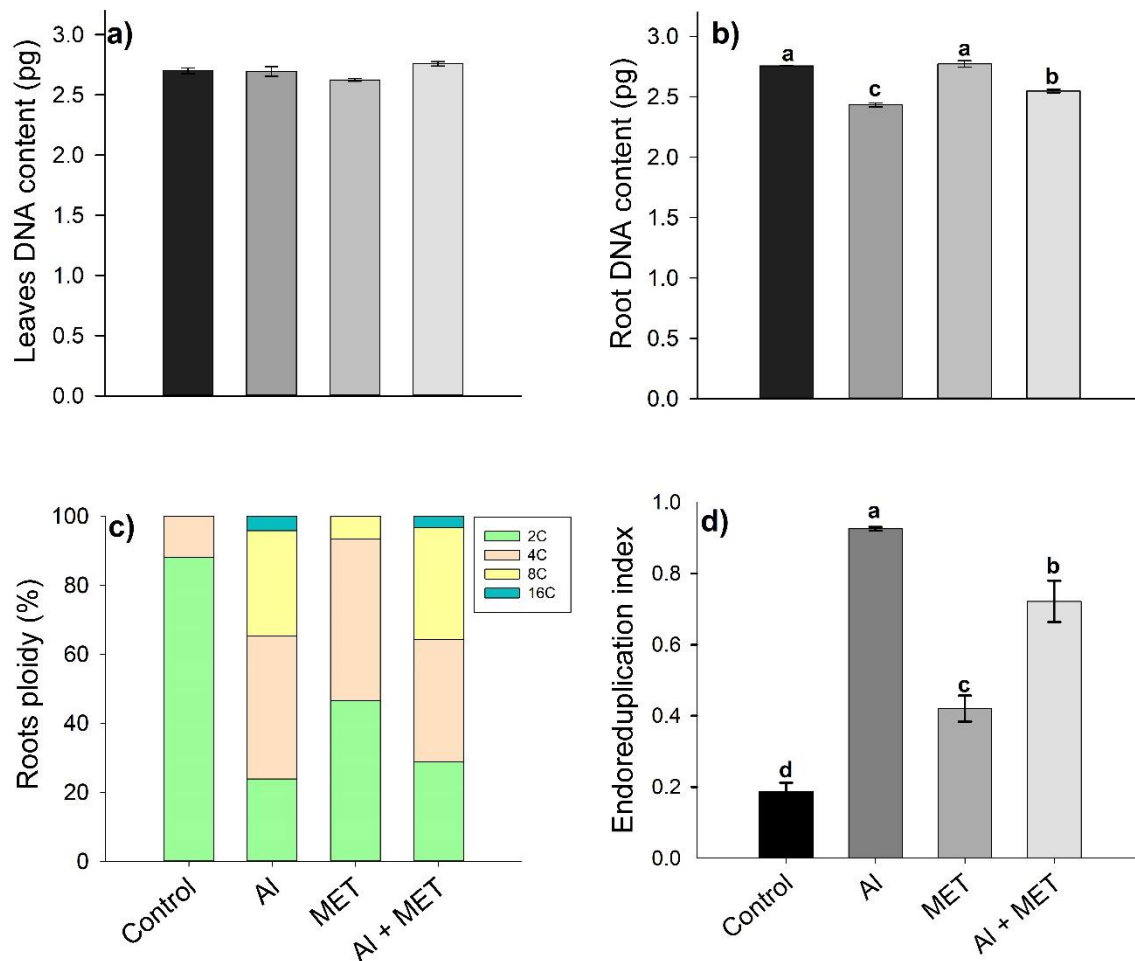 a)
Leaves DNA content (pg)
3.0
2.5
2.0
1.5
1.0
0.5
0.0
b)
Root DNA content (pg)
3.0
2.5
2.0
1.5
1.0
0.5
0.0
a
c
a
b
c)
Roots ploidy (%)
100
80
60
40
20
0
2C
4C
8C
16C
Control
Al
MET
Al + MET
d)
Endoreduplication index
1.0
0.8
0.6
0.4
0.2
0.0
d
a
c
b
Control
Al
MET
Al + MET